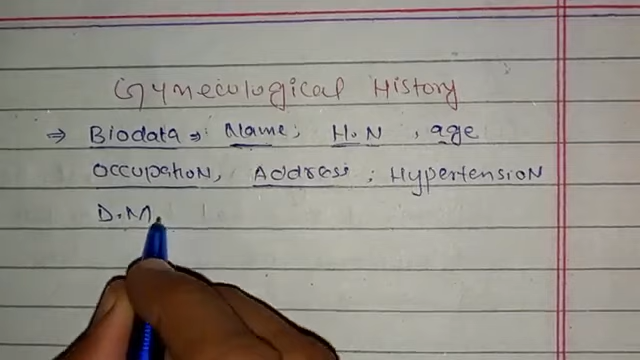 Gynecological History
⇒ Biodata ⇒: Name; H.N, age
Occupation, Address; Hypertension
D.M.